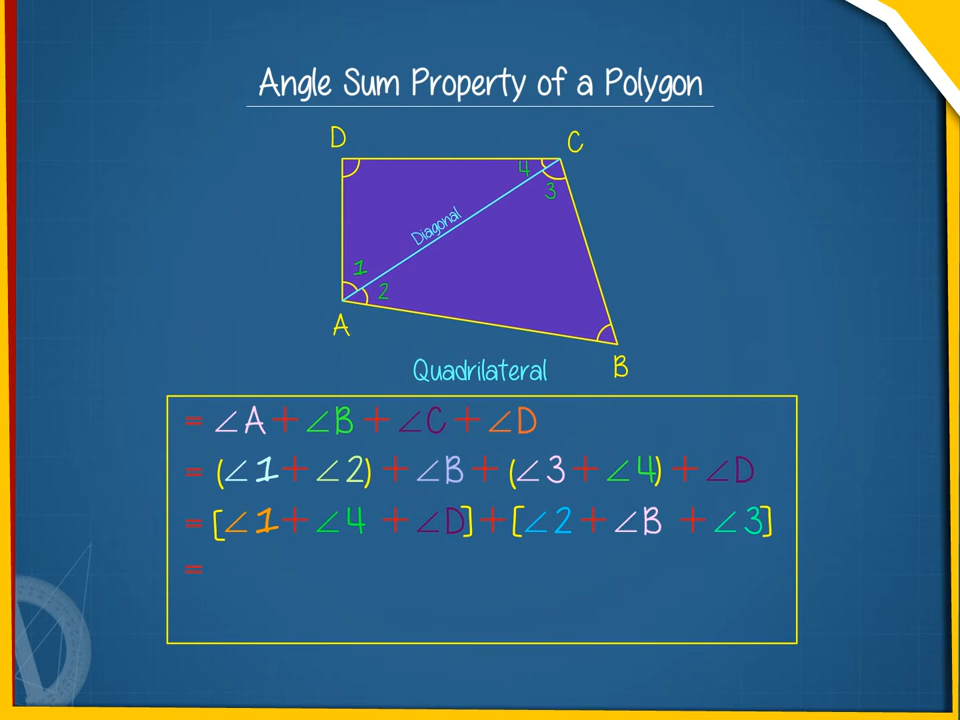 Angle Sum Property of a Polygon
D
C
4
3
Diagonal
1
2
A
B
Quadrilateral
= ∠A + ∠B + ∠C + ∠D
= (∠1 + ∠2) + ∠B + (∠3 + ∠4) + ∠D
= [∠1 + ∠4 + ∠D] + [∠2 + ∠B + ∠3]
=